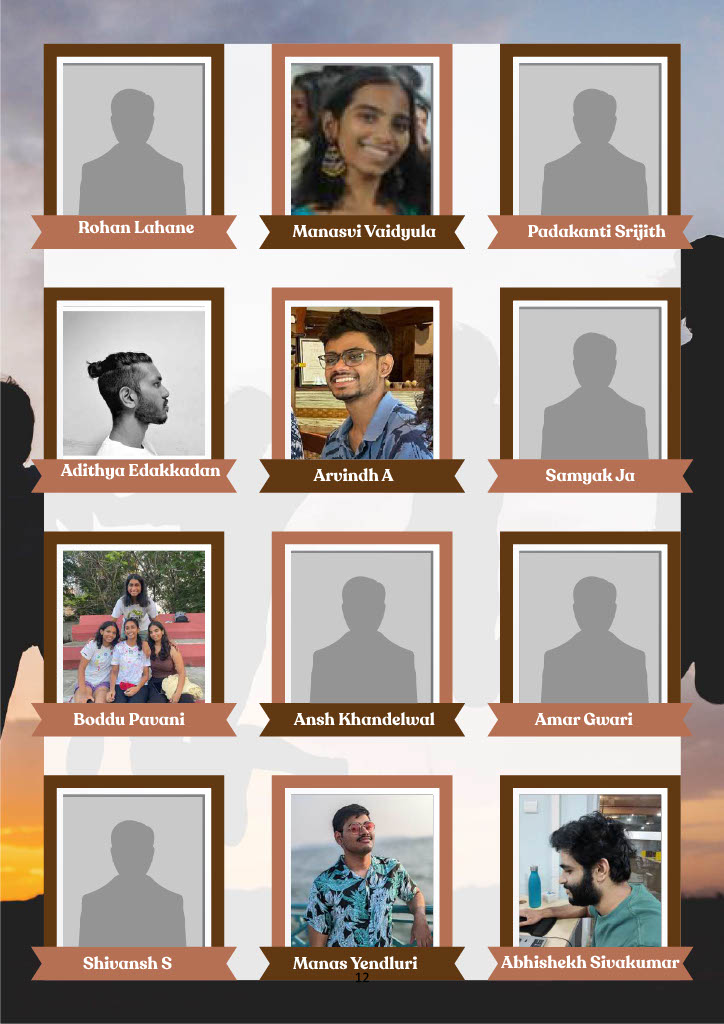 Rohan Lahane
Manasvi Vaidyula
Padakanti Srijith
Adithya Edakkadan
Arvindh A
Samyak Ja
Boddu Pavani
Ansh Khandelwal
Amar Gwari
Shivansh S
Manas Yendluri
Abhishekh Sivakumar
12